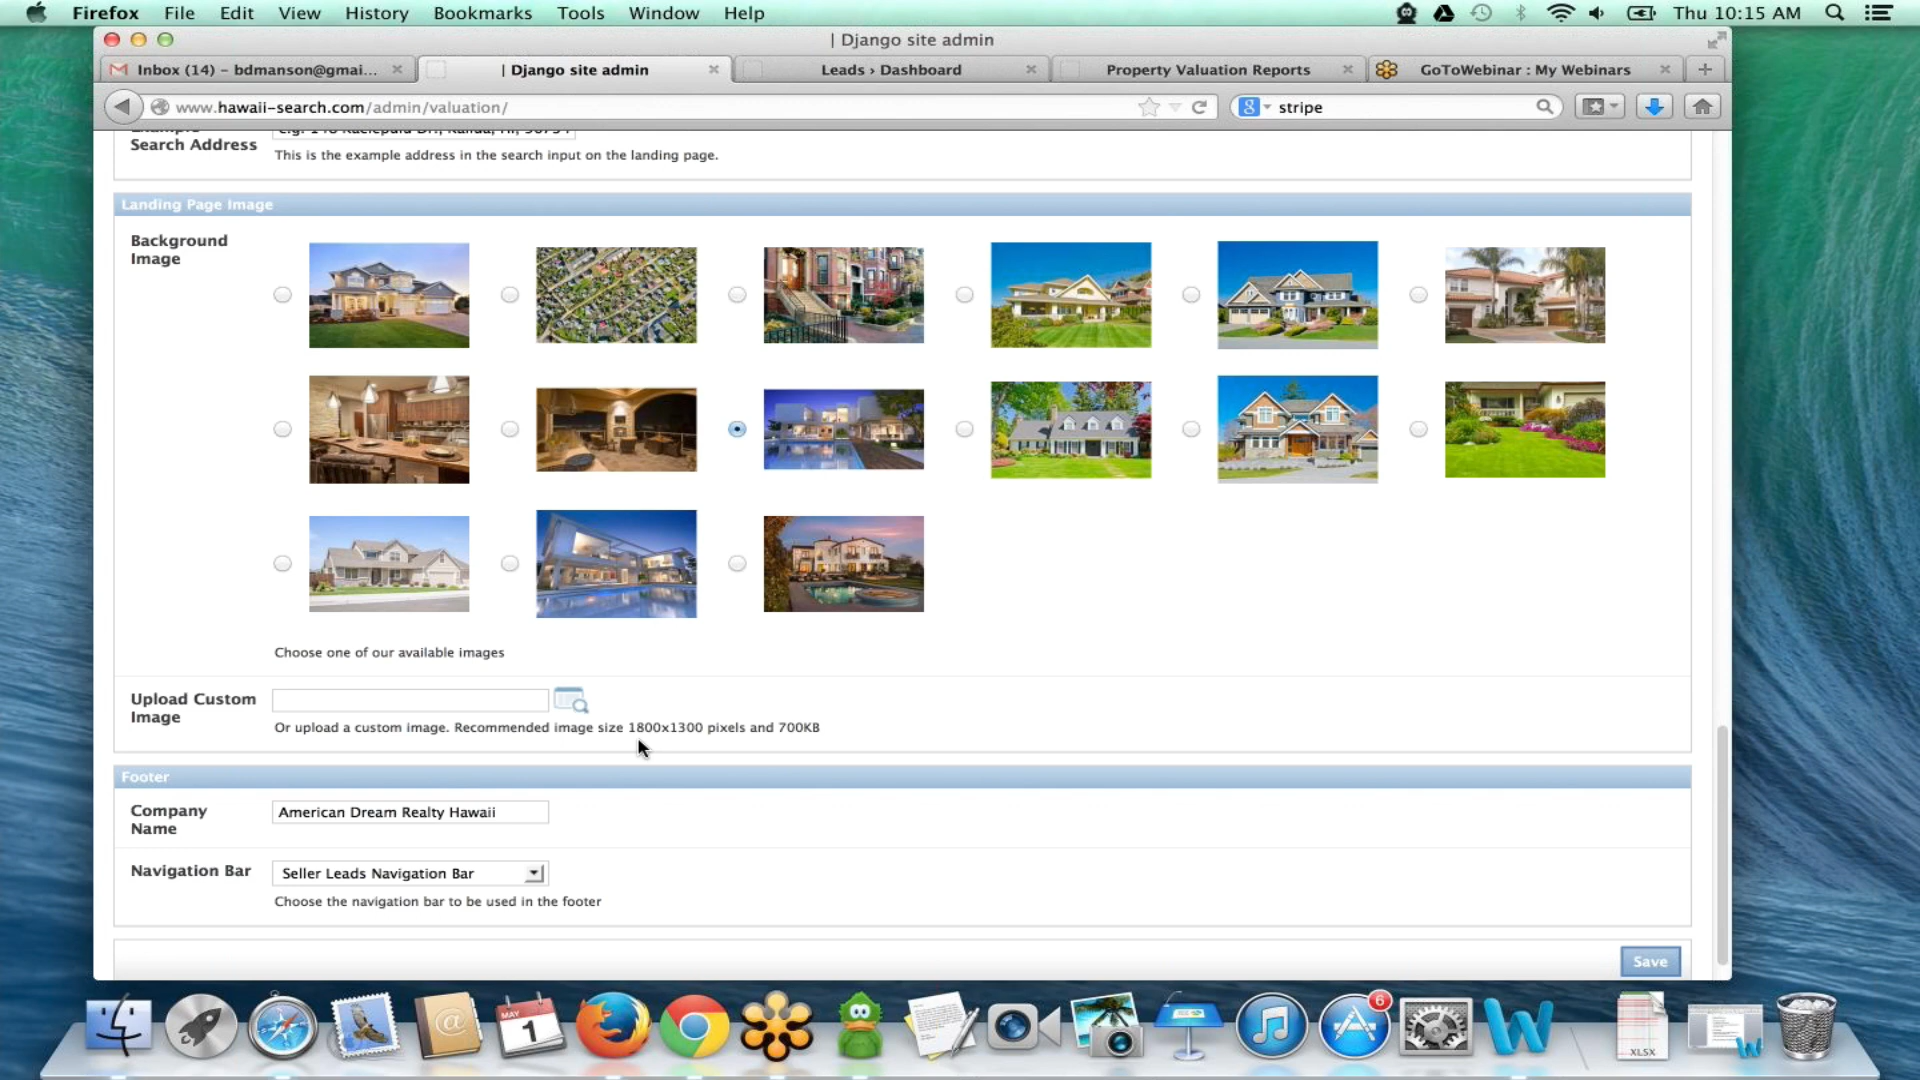 Firefox File Edit View History Bookmarks Tools Window Help Thu 10:15 AM
| Django site admin
Inbox (14) – bdmanson@gmai... | Django site admin Leads › Dashboard Property Valuation Reports GoToWebinar : My Webinars
www.hawaii-search.com/admin/valuation/ stripe
Search Address
This is the example address in the search input on the landing page.
Landing Page Image
Background
Image
Choose one of our available images
Upload Custom
Image
Or upload a custom image. Recommended image size 1800x1300 pixels and 700KB
Footer
Company
Name
American Dream Realty Hawaii
Navigation Bar
Seller Leads Navigation Bar
Choose the navigation bar to be used in the footer
Save
6
MAY
1
XLSX